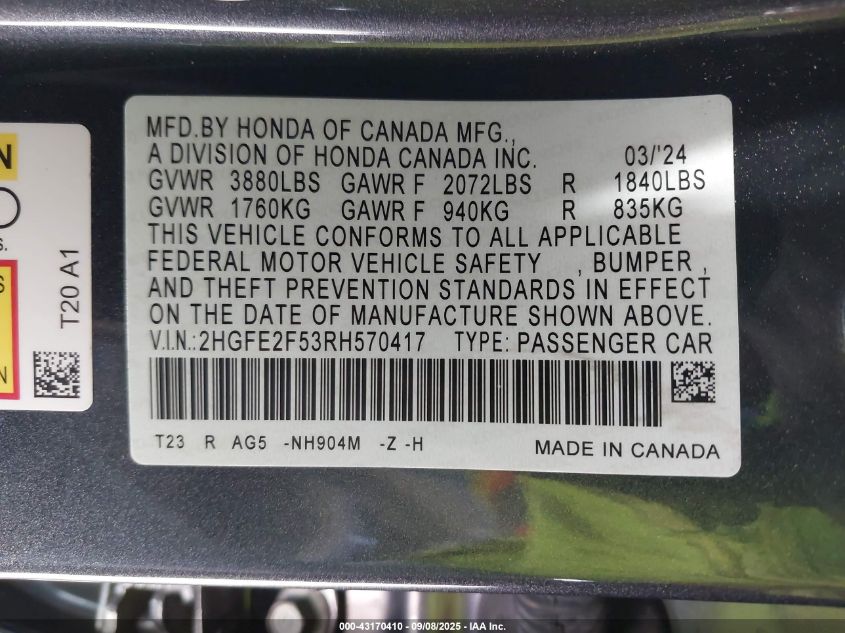 MFD.BY HONDA OF CANADA MFG.,
A DIVISION OF HONDA CANADA INC. 03/'24
GVWR 3880LBS GAWR F 2072LBS R 1840LBS
GVWR 1760KG GAWR F 940KG R 835KG
THIS VEHICLE CONFORMS TO ALL APPLICABLE
FEDERAL MOTOR VEHICLE SAFETY , BUMPER ,
AND THEFT PREVENTION STANDARDS IN EFFECT
ON THE DATE OF MANUFACTURE SHOWN ABOVE.
V.I.N.:2HGFE2F53RH570417 TYPE: PASSENGER CAR
T23 R AG5 -NH904M -Z -H MADE IN CANADA
N
S.
S
N
T20 A1
000-43170410 - 09/08/2025 - IAA Inc.